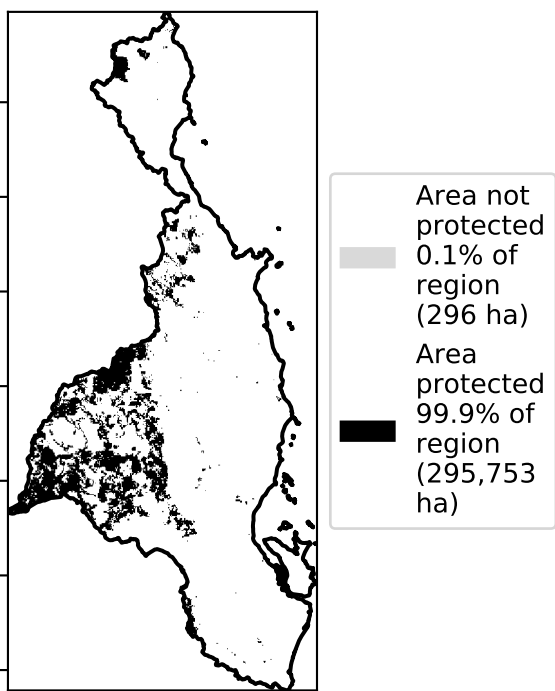 Area not
protected
0.1% of
region
(296 ha)
Area
protected
99.9% of
region
(295,753
ha)